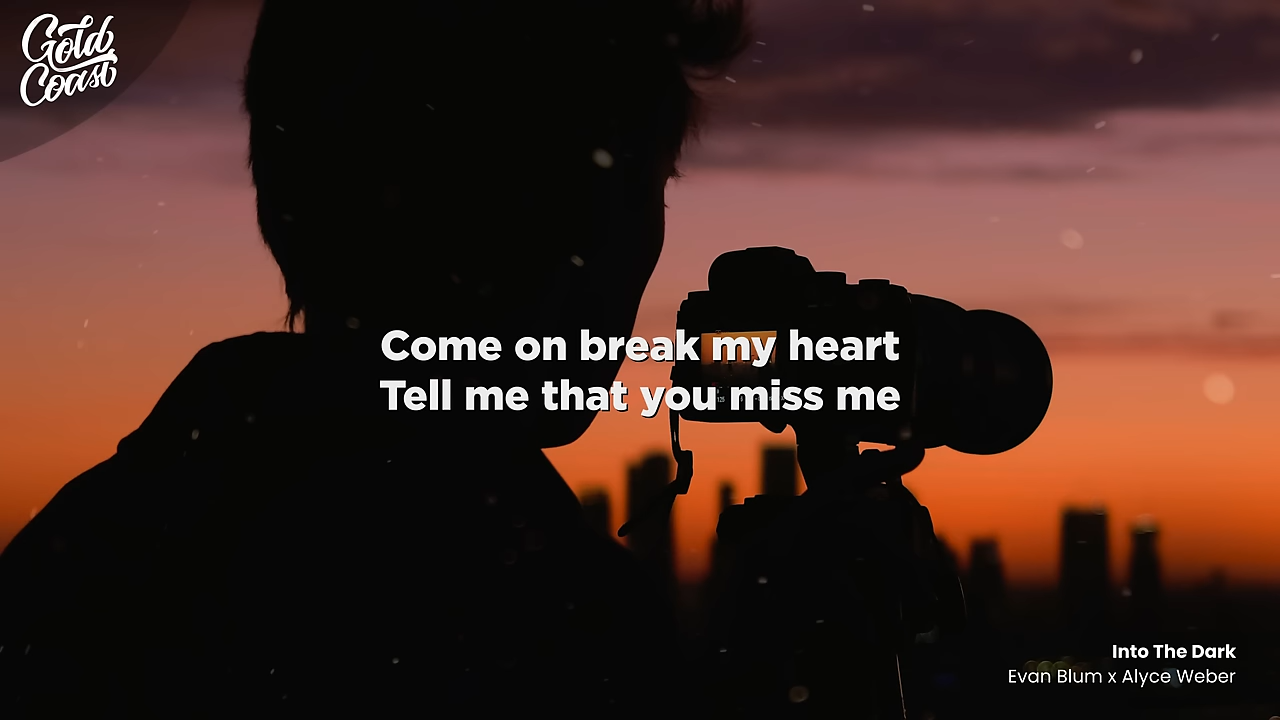 Gold
Coast
Come on break my heart
Tell me that you miss me
Into The Dark
Evan Blum x Alyce Weber